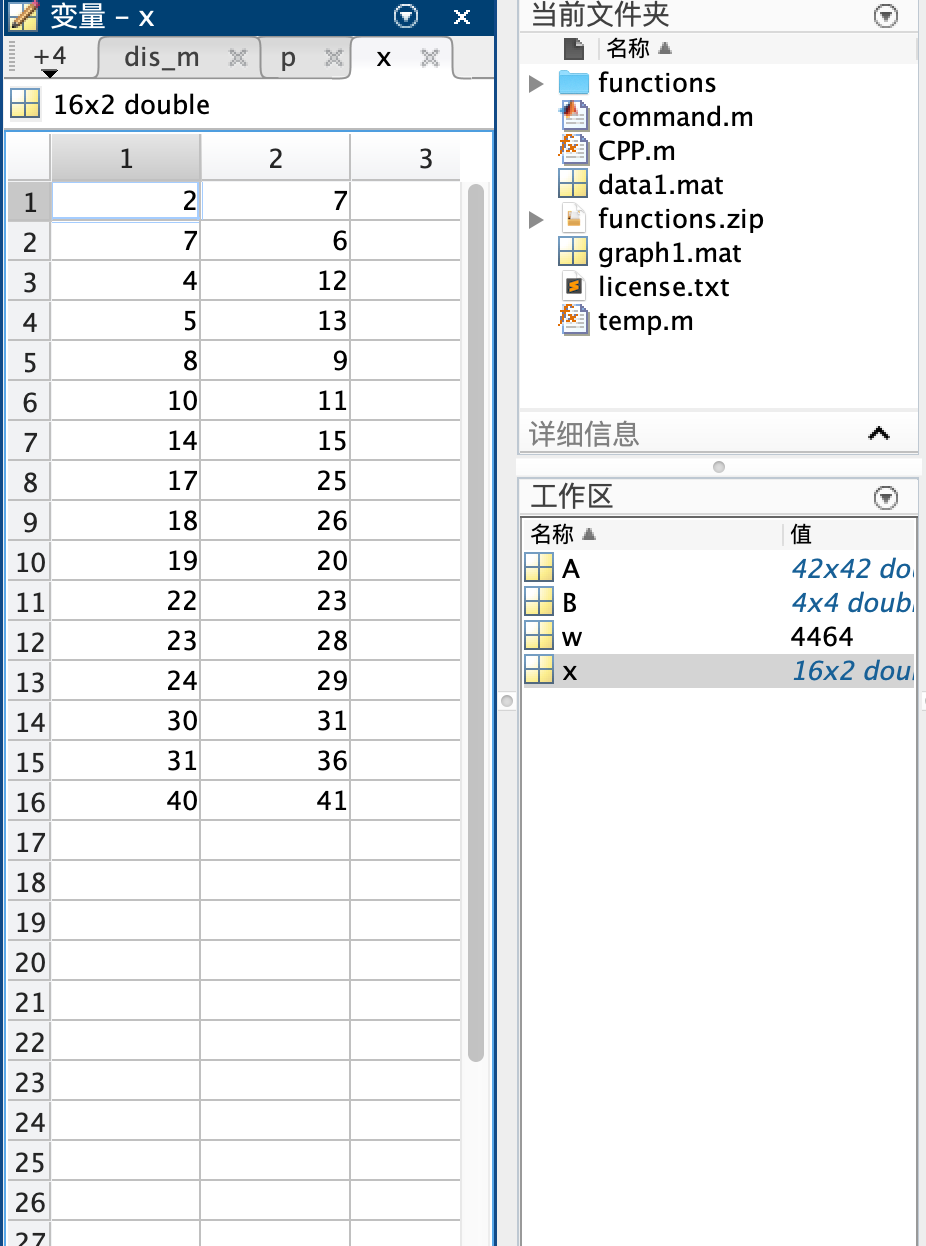 变量 – x
+4 dis_m p x
16x2 double
1 2 3
1 2 7
2 7 6
3 4 12
4 5 13
5 8 9
6 10 11
7 14 15
8 17 25
9 18 26
10 19 20
11 22 23
12 23 28
13 24 29
14 30 31
15 31 36
16 40 41
17
18
19
20
21
22
23
24
25
26
27
当前文件夹
名称
functions
command.m
CPP.m
data1.mat
functions.zip
graph1.mat
license.txt
temp.m
详细信息
工作区
名称 值
A 42x42 dou
B 4x4 doubl
w 4464
x 16x2 dou